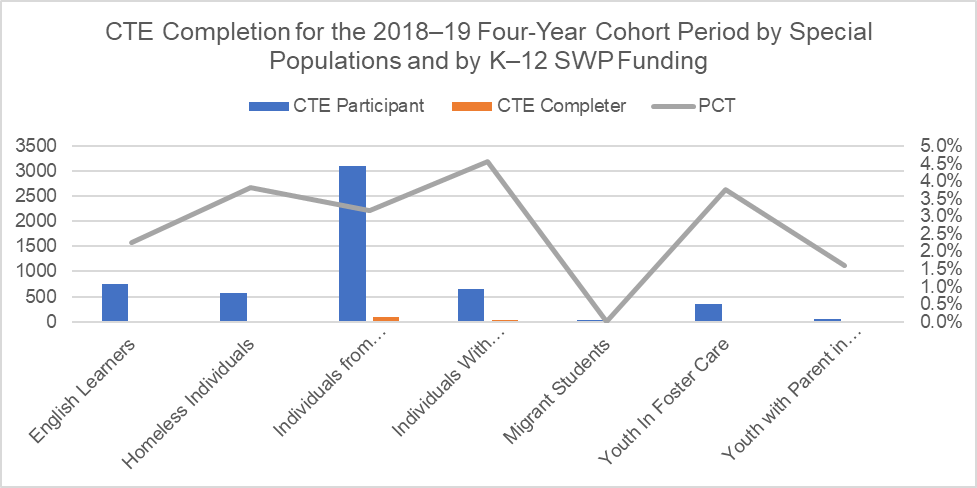 CTE Completion for the 2018–19 Four-Year Cohort Period by Special
Populations and by K–12 SWP Funding
CTE Participant CTE Completer PCT
3500
3000
2500
2000
1500
1000
500
0
5.0%
4.5%
4.0%
3.5%
3.0%
2.5%
2.0%
1.5%
1.0%
0.5%
0.0%
English Learners
Homeless Individuals
Individuals from…
Individuals With…
Migrant Students
Youth In Foster Care
Youth with Parent in…